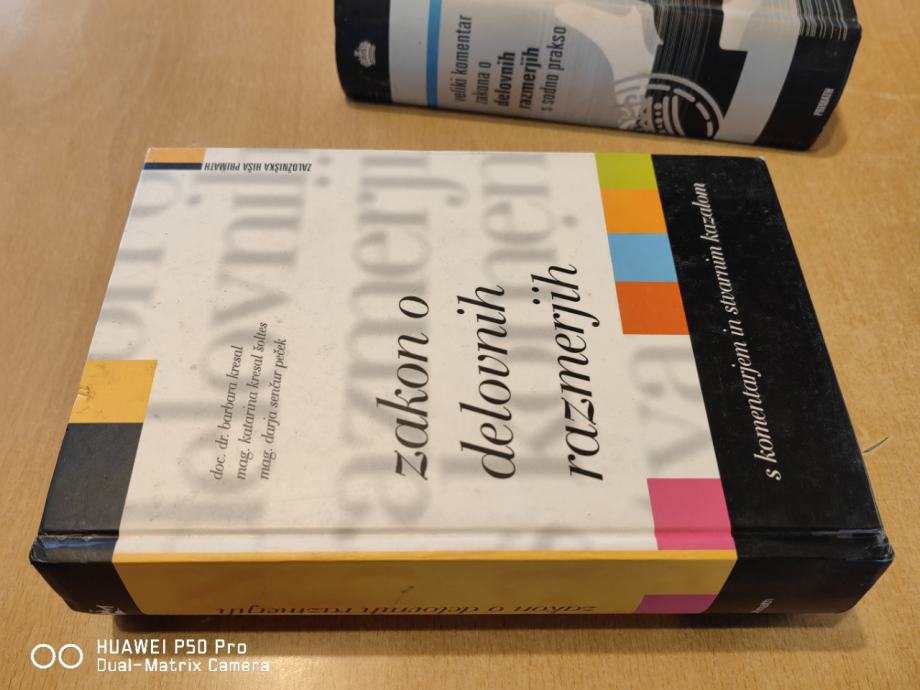 veliki komentar
zakona o
delovnih
razmerjih
s sodno prakso
PRIMATH
ZALOŽNIŠKA HIŠA PRIMATH
doc. dr. barbara kresal
mag. katarina kresal šoltes
mag. darja senčur peček
zakon o
delovnih
razmerjih
s komentarjem in stvarnim kazalom
zakon o delovnih razmerjih
HUAWEI P50 Pro
Dual-Matrix Camera